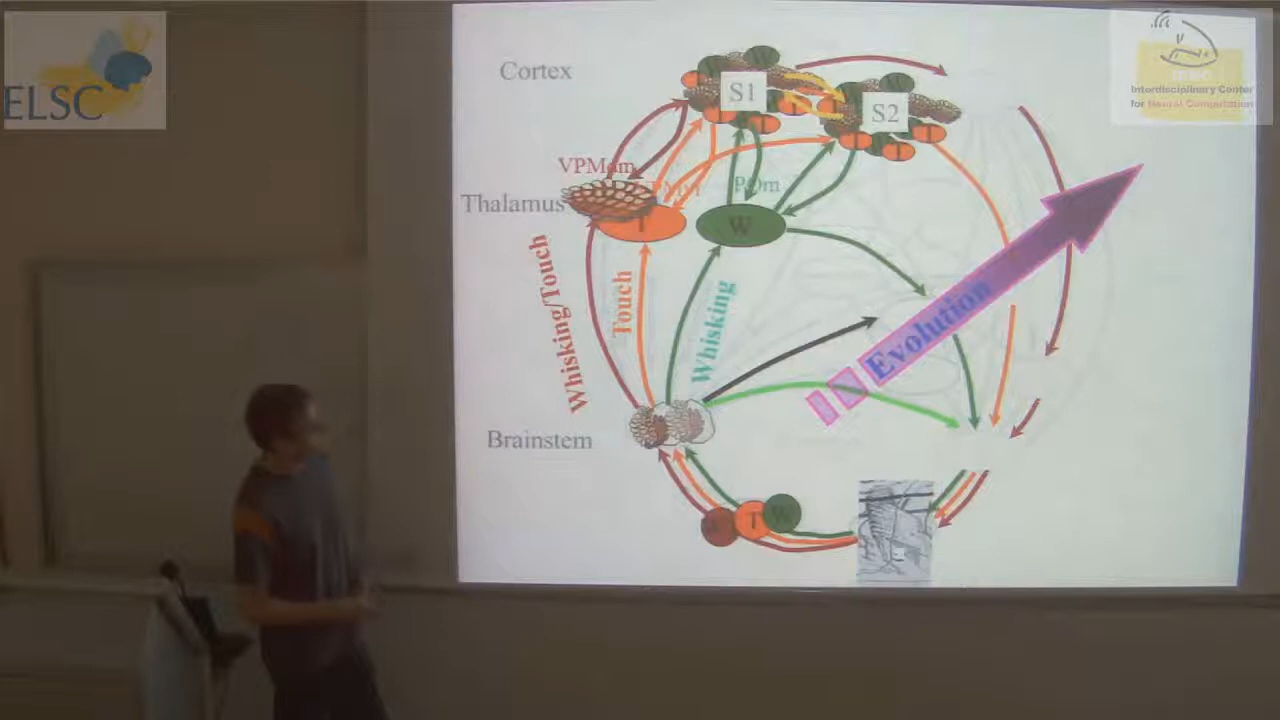 ELSC
Interdisciplinary Center
for Neural Computation
Cortex
S1
S2
VPMdm
POm
Thalamus
T
W
Whisking/Touch
Touch
Whisking
Evolution
Brainstem
T
T
T
T
T
T